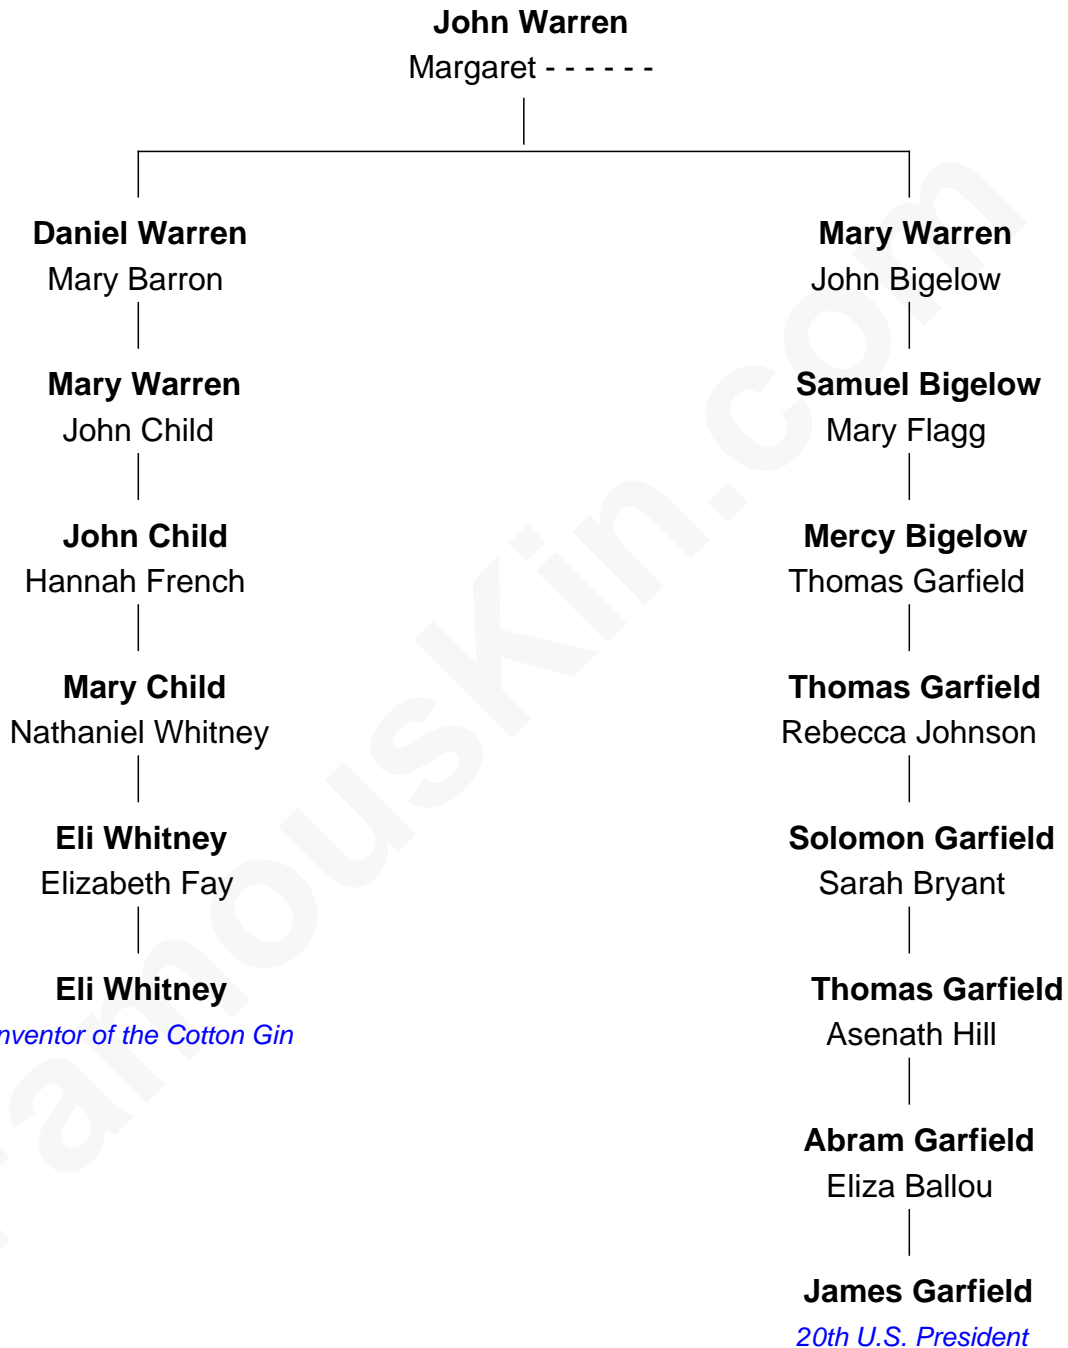 John Warren
Margaret - - - - - -
Daniel Warren
Mary Warren
Mary Barron
John Bigelow
Mary Warren
Samuel Bigelow
John Child
Mary Flagg
John Child
Mercy Bigelow
Hannah French
Thomas Garfield
Mary Child
Thomas Garfield
Nathaniel Whitney
Rebecca Johnson
Eli Whitney
Solomon Garfield
Elizabeth Fay
Sarah Bryant
Eli Whitney
Thomas Garfield
nventor of the Cotton Gin
Asenath Hill
Abram Garfield
Eliza Ballou
James Garfield
20th U.S. President
FamousKin.com